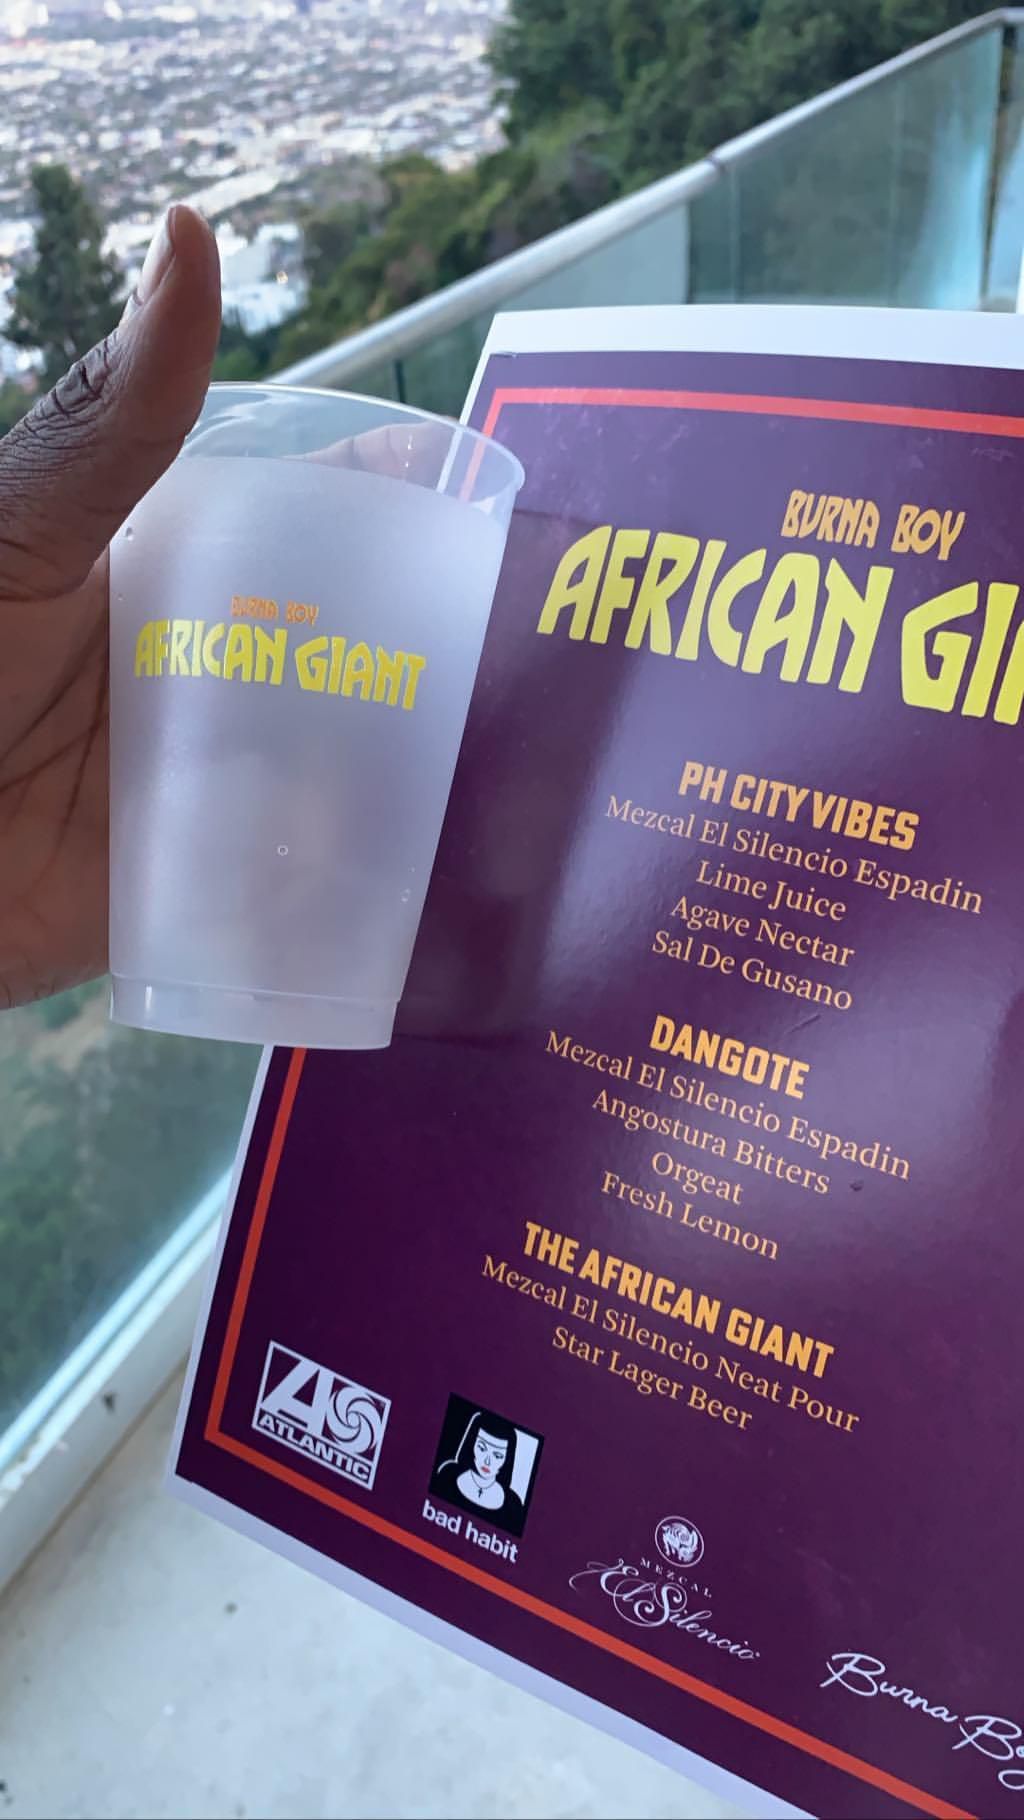 BURNA BOY
AFRICAN GIANT
BURNA BOY
AFRICAN
PH CITY VIBES
Mezcal El Silencio Espadin
Lime Juice
Agave Nectar
Sal De Gusano
DANGOTE
Mezcal El Silencio Espadin
Angostura Bitters
Orgeat
Fresh Lemon
THE AFRICAN GIANT
Mezcal El Silencio Neat Pour
Star Lager Beer
ATLANTIC
bad habit
MEZCAL
El Silencio
Burna